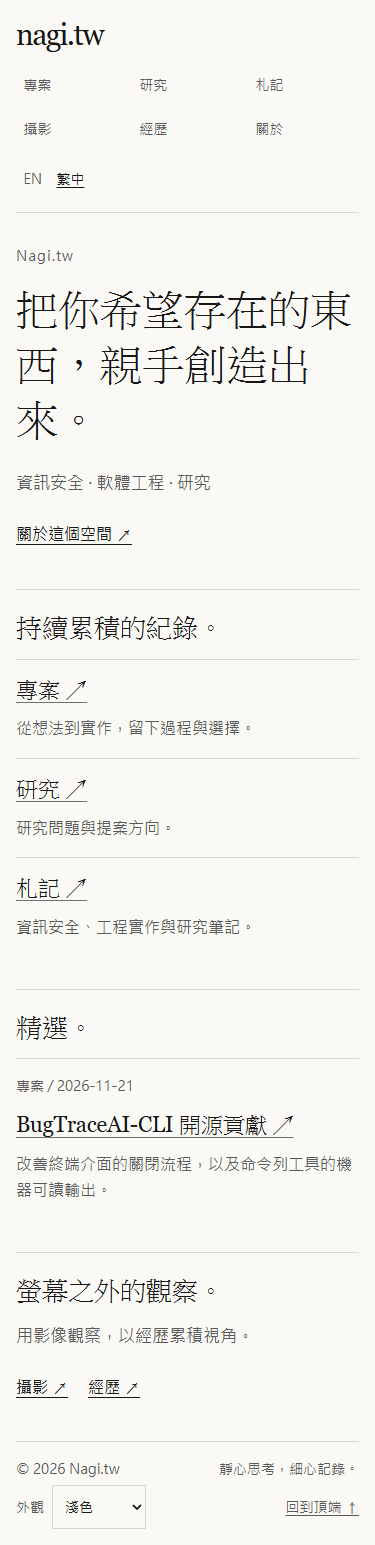 nagi.tw
專案 研究 札記
攝影 經歷 關於
EN 繁中
Nagi.tw
把你希望存在的東
西，親手創造出
來。
資訊安全 · 軟體工程 · 研究
關於這個空間 ↗
持續累積的紀錄。
專案 ↗
從想法到實作，留下過程與選擇。
研究 ↗
研究問題與提案方向。
札記 ↗
資訊安全、工程實作與研究筆記。
精選。
專案 / 2026-11-21
BugTraceAI-CLI 開源貢獻 ↗
改善終端介面的關閉流程，以及命令列工具的機
器可讀輸出。
螢幕之外的觀察。
用影像觀察，以經歷累積視角。
攝影 ↗ 經歷 ↗
© 2026 Nagi.tw 靜心思考，細心記錄。
外觀 淺色 回到頂端 ↑